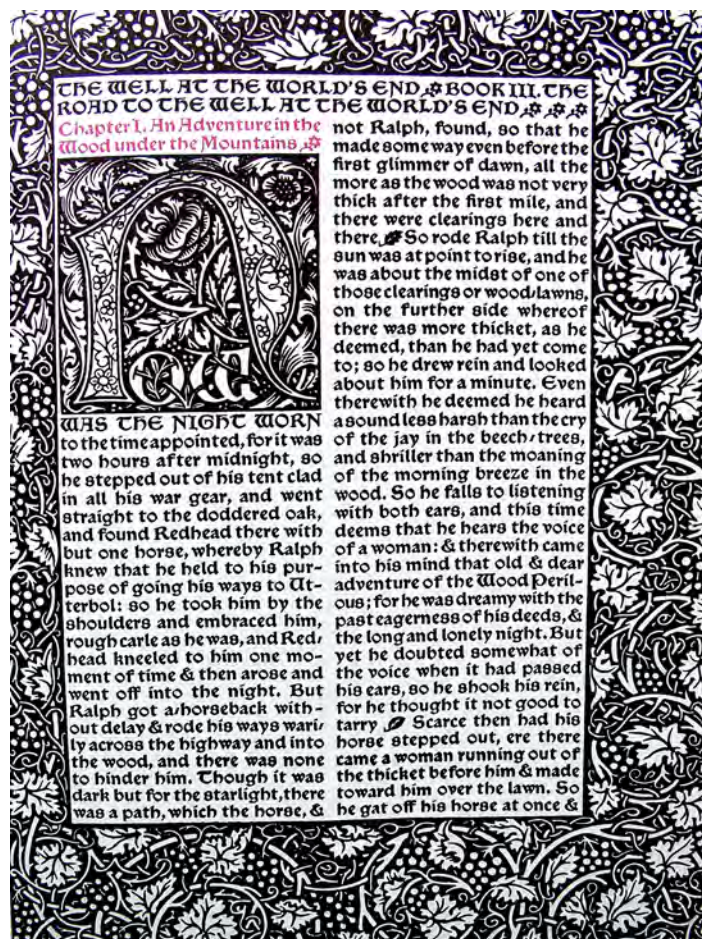 THE WELL AT THE WORLD'S END. BOOK III. THE
ROAD TO THE WELL AT THE WORLD'S END.
Chapter I. An Adventure in the
Wood under the Mountains
NOW
WAS THE NIGHT WORN
to the time appointed, for it was
two hours after midnight, so
he stepped out of his tent clad
in all his war gear, and went
straight to the doddered oak,
and found Redhead there with
but one horse, whereby Ralph
knew that he held to his pur-
pose of going his ways to Ut-
terbol: so he took him by the
shoulders and embraced him,
rough carle as he was, and Red-
head kneeled to him one mo-
ment of time & then arose and
went off into the night. But
Ralph got a-horseback with-
out delay & rode his ways wari-
ly across the highway and into
the wood, and there was none
to hinder him. Though it was
dark but for the starlight, there
was a path, which the horse, &
not Ralph, found, so that he
made some way even before the
first glimmer of dawn, all the
more as the wood was not very
thick after the first mile, and
there were clearings here and
there. So rode Ralph till the
sun was at point to rise, and he
was about the midst of one of
those clearings or wood-lawns,
on the further side whereof
there was more thicket, as he
deemed, than he had yet come
to; so he drew rein and looked
about him for a minute. Even
therewith he deemed he heard
a sound less harsh than the cry
of the jay in the beech-trees,
and shriller than the moaning
of the morning breeze in the
wood. So he falls to listening
with both ears, and this time
deems that he hears the voice
of a woman: & therewith came
into his mind that old & dear
adventure of the Wood Peril-
ous; for he was dreamy with the
past eagerness of his deeds, &
the long and lonely night. But
yet he doubted somewhat of
the voice when it had passed
his ears, so he shook his rein,
for he thought it not good to
tarry Scarce then had his
horse stepped out, ere there
came a woman running out of
the thicket before him & made
toward him over the lawn. So
he gat off his horse at once &